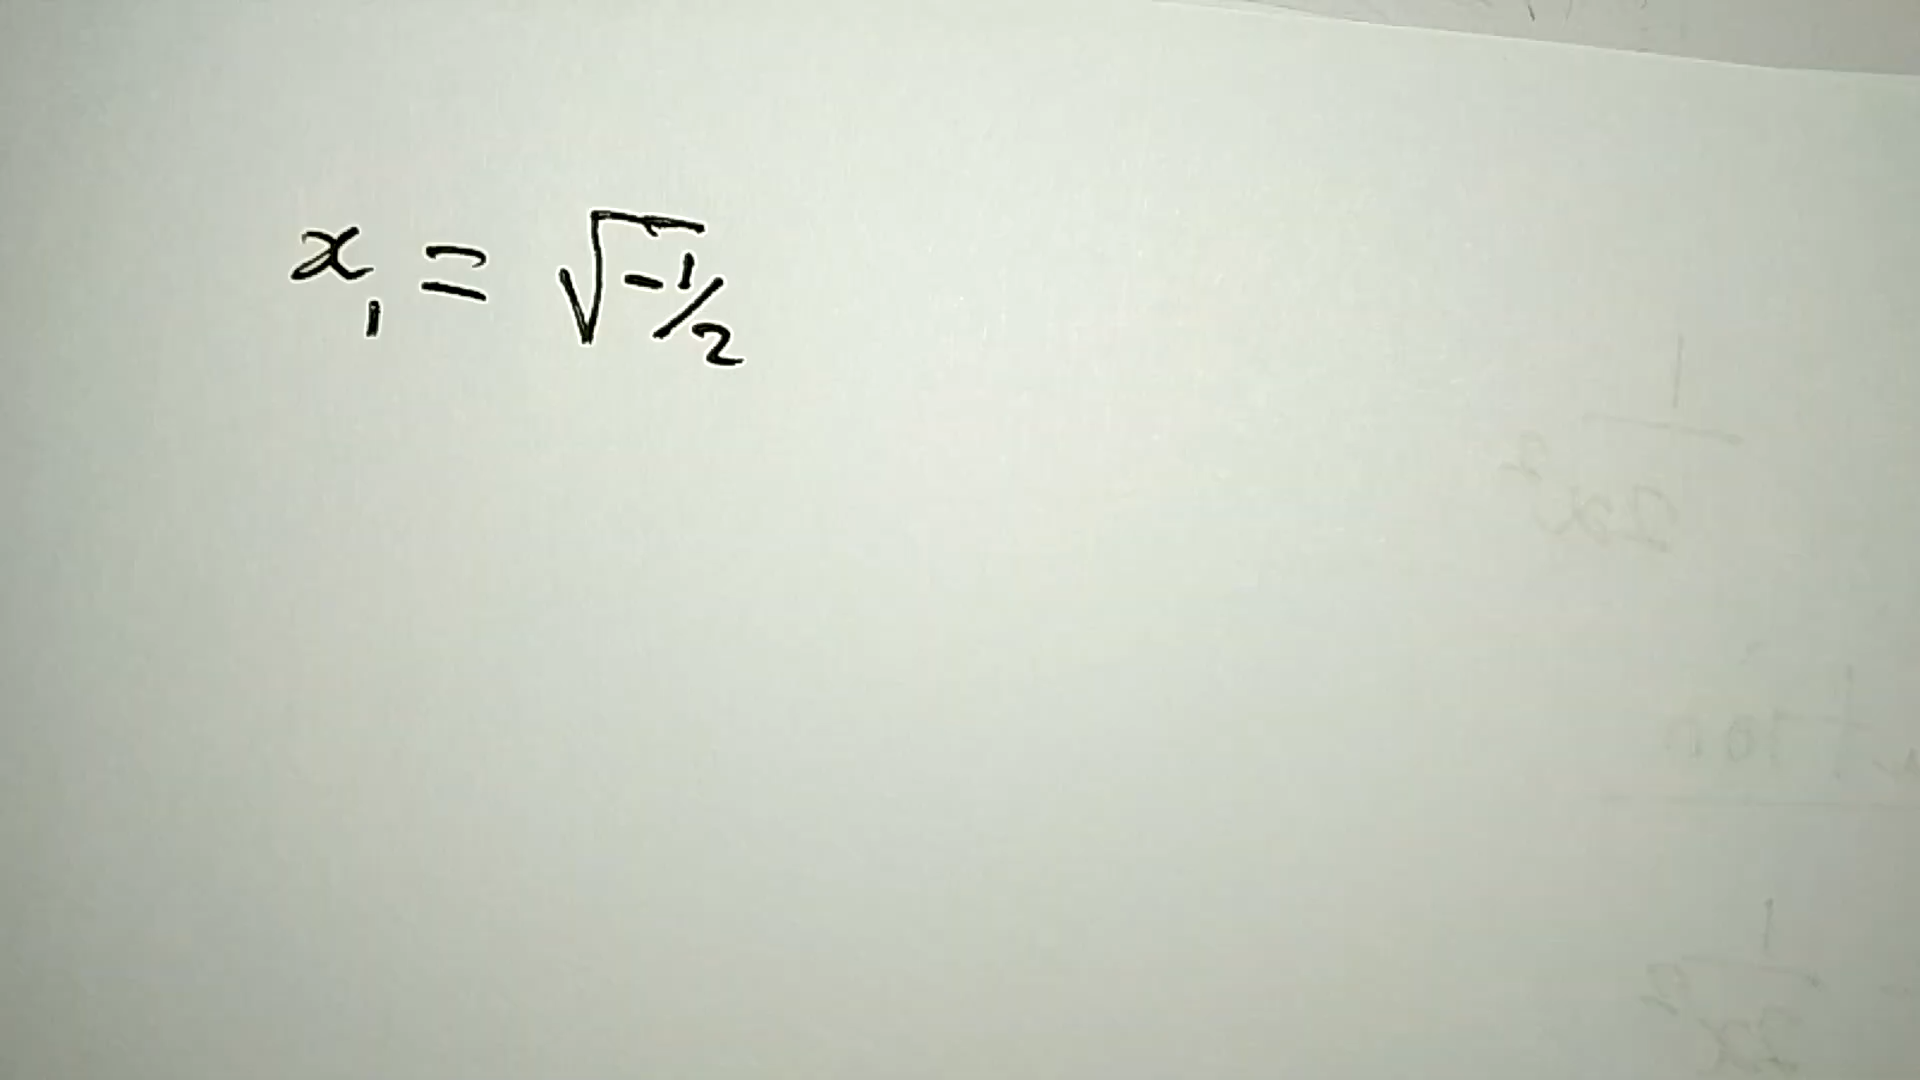 x₁ = √-1/2